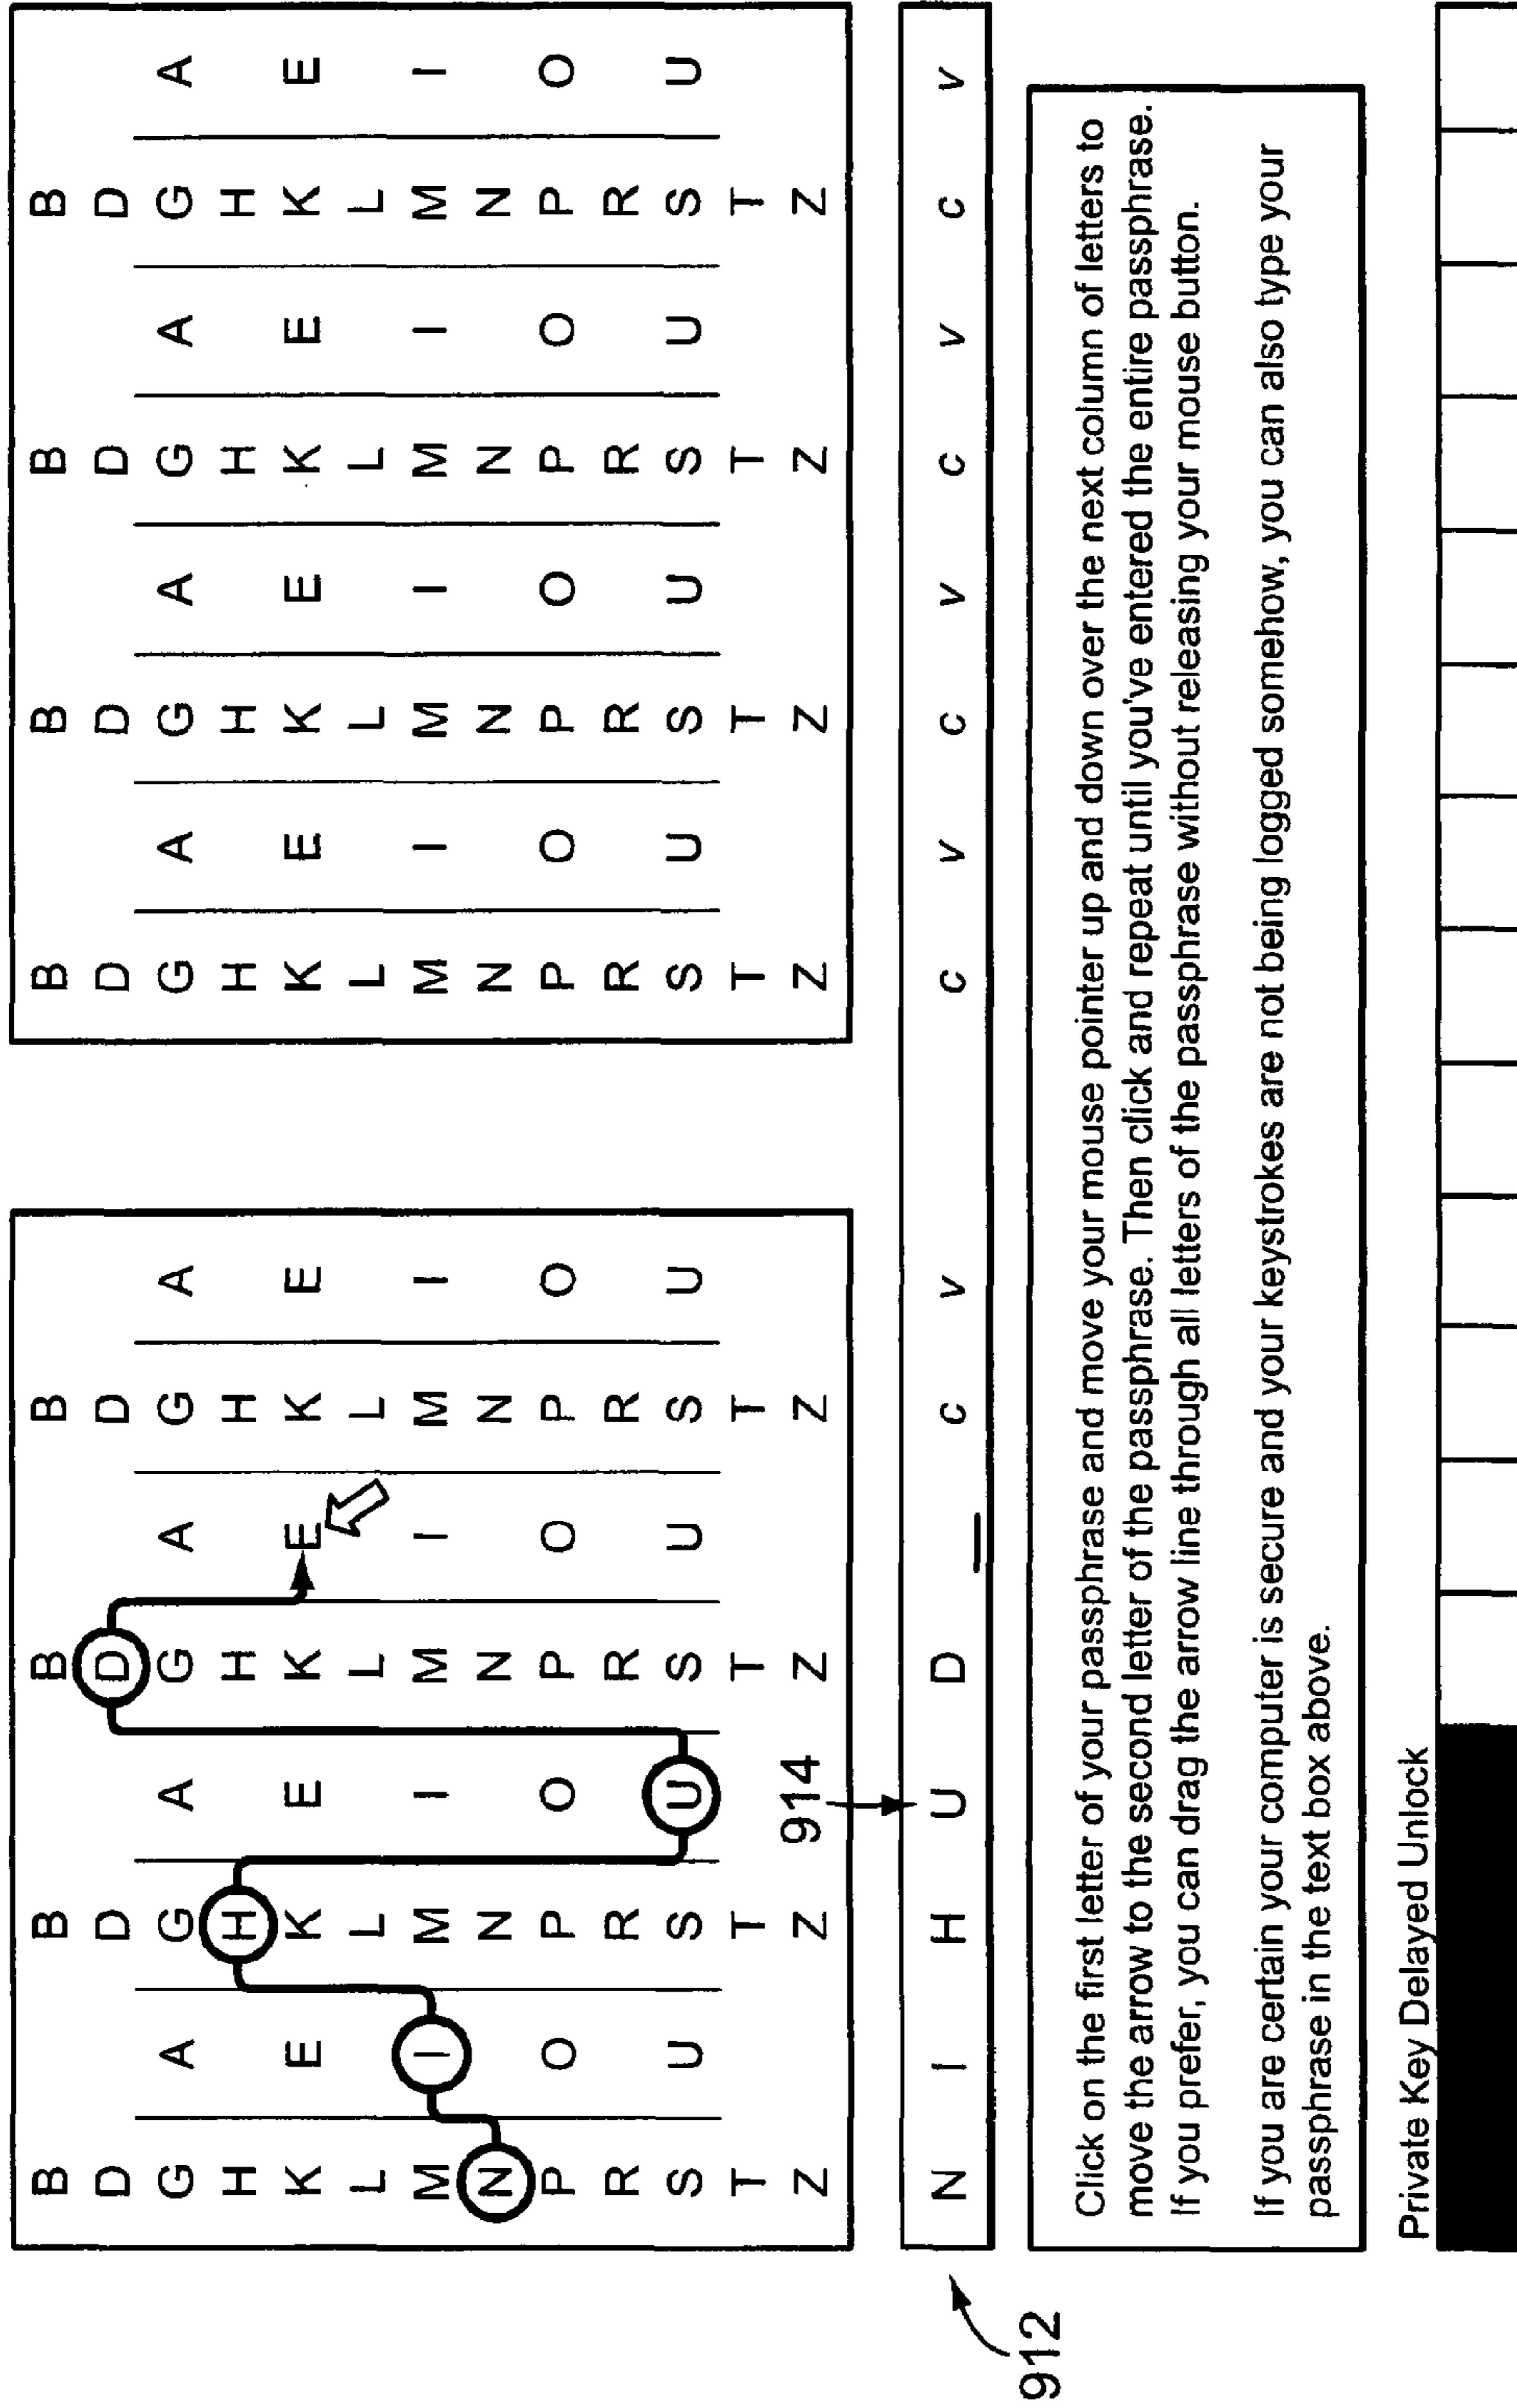 B B B B B B B B
D D D D D D D D
G A G A G A G A G A G A G A G A
H H H H H H H H
K E K E K E K E K E K E K E K E
L L L L L L L L
M I M I M I M I M I M I M I M I
N N N N N N N N
P O P O P O P O P O P O P O P O
R R R R R R R R
S U S U S U S U S U S U S U S U
T T T T T T T T
Z Z Z Z Z Z Z Z
914
N I H U D _ c v c v c v c v c v
912
Click on the first letter of your passphrase and move your mouse pointer up and down over the next column of letters to
move the arrow to the second letter of the passphrase. Then click and repeat until you've entered the entire passphrase.
If you prefer, you can drag the arrow line through all letters of the passphrase without releasing your mouse button.
If you are certain your computer is secure and your keystrokes are not being logged somehow, you can also type your
passphrase in the text box above.
Private Key Delayed Unlock